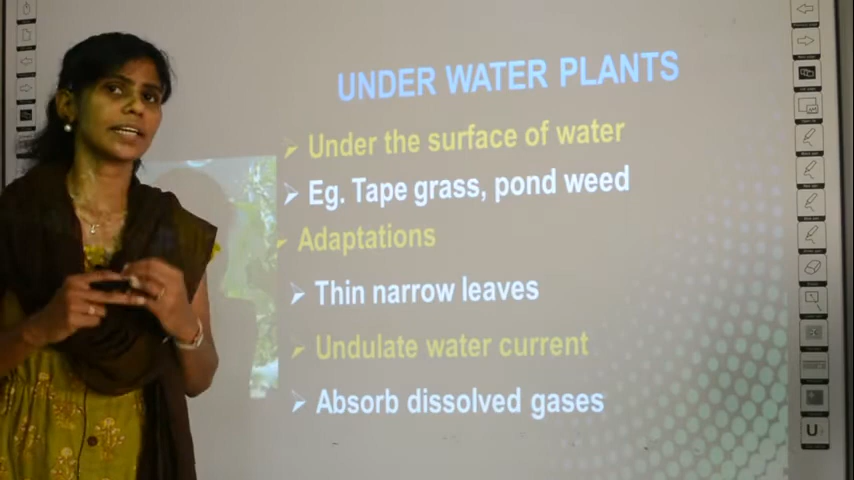 UNDER WATER PLANTS
Under the surface of water
Eg. Tape grass, pond weed
Adaptations
Thin narrow leaves
Undulate water current
Absorb dissolved gases